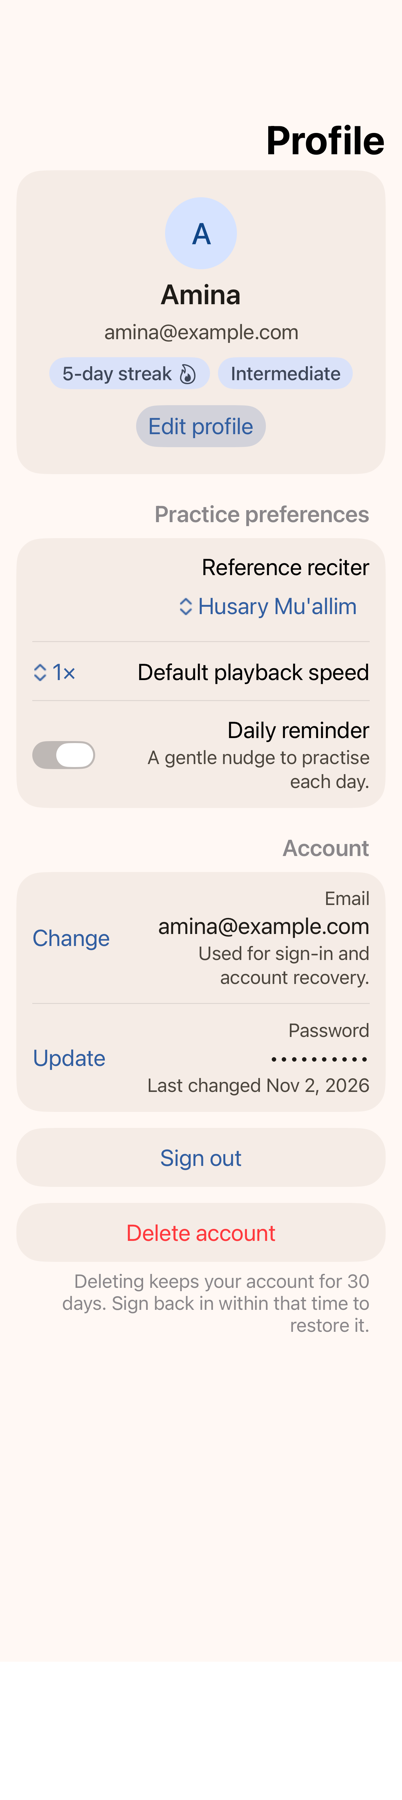 Profile
A
Amina
amina@example.com
5-day streak
Intermediate
Edit profile
Practice preferences
Reference reciter
Husary Mu'allim
Default playback speed
1×
Daily reminder
A gentle nudge to practise
each day.
Account
Email
amina@example.com
Used for sign-in and
account recovery.
Change
Password
••••••••••
Last changed Nov 2, 2026
Update
Sign out
Delete account
Deleting keeps your account for 30
days. Sign back in within that time to
restore it.